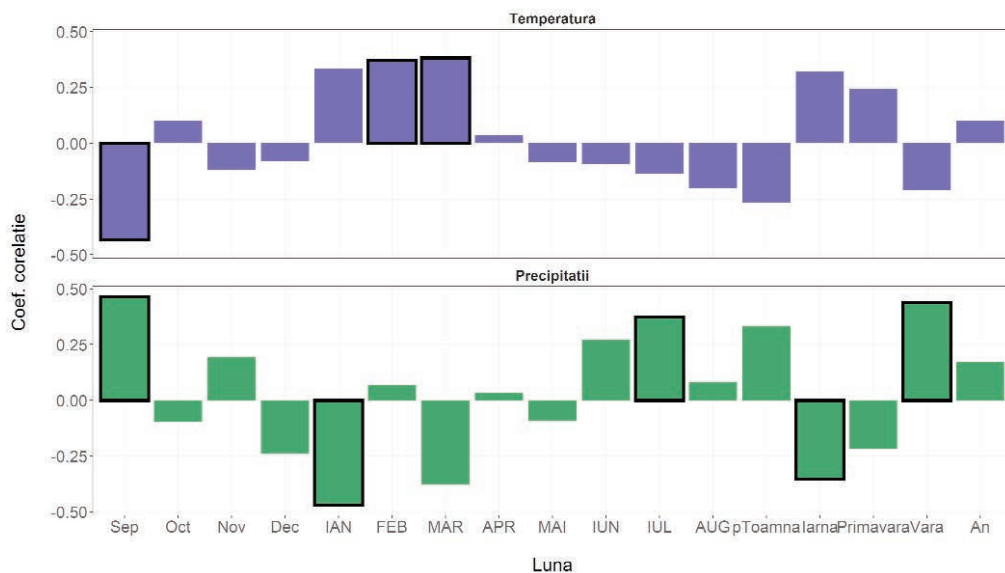 Temperatura
0.50
0.25
0.00
-0.25
-0.50
Coef. corelatie
Precipitatii
0.50
0.25
0.00
-0.25
-0.50
Sep Oct Nov Dec IAN FEB MAR APR MAI IUN IUL AUG pToamna Iarna Primavara Vara An
Luna